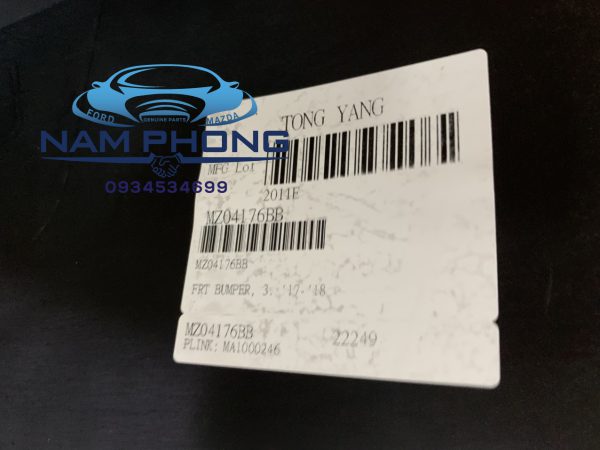 TONG YANG
FORD
GENUINE PARTS
MAZDA
NAM PHONG
0934534699
MFG Lot
2011E
MZ04176BB
MZ04176BB
FRT BUMPER, 3, '17-'18
MZ04176BB 22249
PLINK: MA1000246